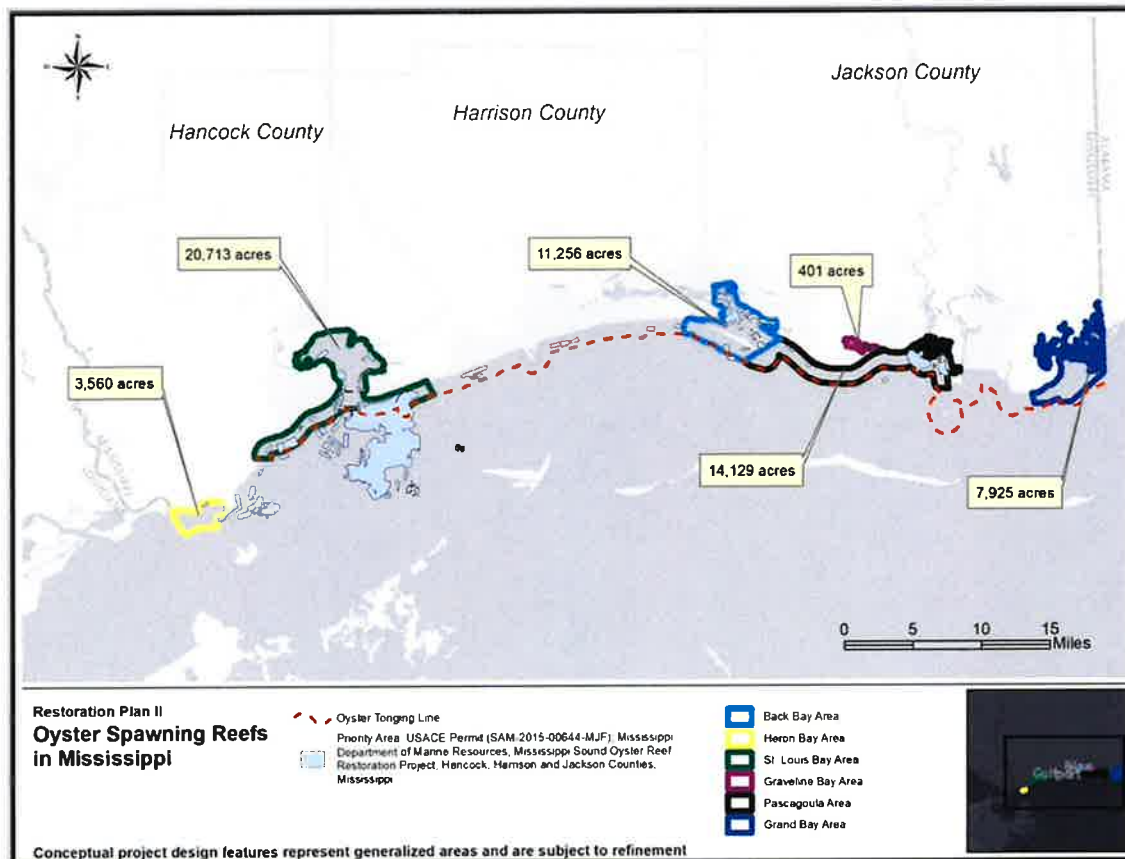 N
Hancock County
Harrison County
Jackson County
ALABAMA
20,713 acres
11,256 acres
401 acres
3,560 acres
14,129 acres
7,925 acres
0 5 10 15
Miles
Restoration Plan II
Oyster Spawning Reefs
in Mississippi
Oyster Tonging Line
Priority Area USACE Permit (SAM-2015-00644-MJF), Mississippi
Department of Marine Resources, Mississippi Sound Oyster Reef
Restoration Project, Hancock, Harrison and Jackson Counties,
Mississippi
Back Bay Area
Heron Bay Area
St Louis Bay Area
Graveline Bay Area
Pascagoula Area
Grand Bay Area
Conceptual project design features represent generalized areas and are subject to refinement